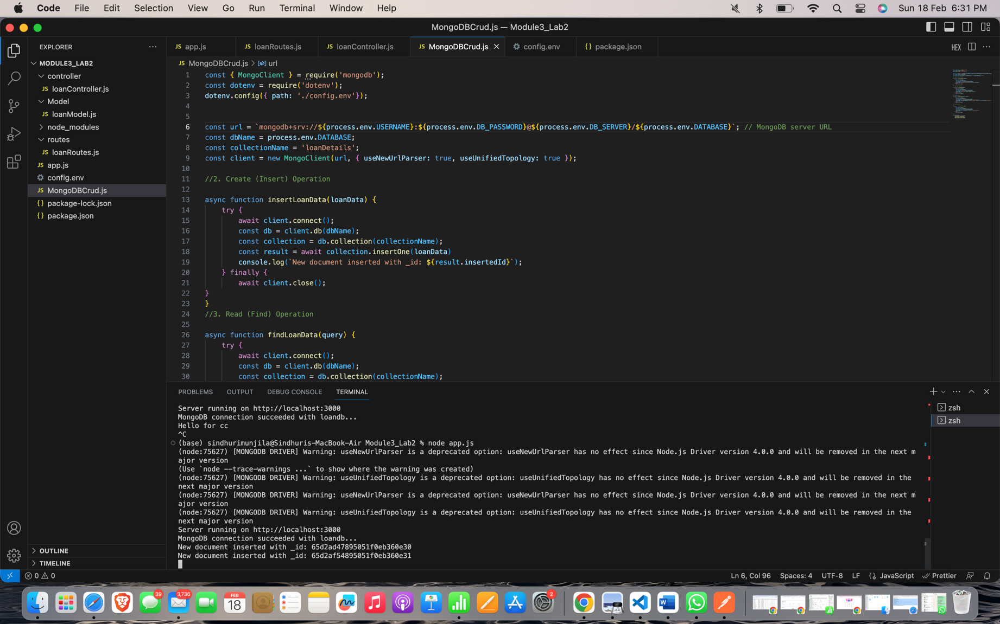 Code File Edit Selection View Go Run Terminal Window Help Sun 18 Feb 6:31 PM
MongoDBCrud.js — Module3_Lab2
EXPLORER
JS app.js JS loanRoutes.js JS loanController.js JS MongoDBCrud.js config.env {} package.json HEX
JS MongoDBCrud.js > url
MODULE3_LAB2
controller
JS loanController.js
Model
JS loanModel.js
node_modules
routes
JS loanRoutes.js
JS app.js
config.env
JS MongoDBCrud.js
{} package-lock.json
{} package.json
OUTLINE
TIMELINE
1 const { MongoClient } = require('mongodb');
2 const dotenv = require('dotenv');
3 dotenv.config({ path: './config.env'});
4
5
6 const url = `mongodb+srv://${process.env.USERNAME}:${process.env.DB_PASSWORD}@${process.env.DB_SERVER}/${process.env.DATABASE}`; // MongoDB server URL
7 const dbName = process.env.DATABASE;
8 const collectionName = 'loanDetails';
9 const client = new MongoClient(url, { useNewUrlParser: true, useUnifiedTopology: true });
10
11 //2. Create (Insert) Operation
12
13 async function insertLoanData(loanData) {
14 try {
15 await client.connect();
16 const db = client.db(dbName);
17 const collection = db.collection(collectionName);
18 const result = await collection.insertOne(loanData)
19 console.log(`New document inserted with _id: ${result.insertedId}`);
20 } finally {
21 await client.close();
22 }
23 }
24 //3. Read (Find) Operation
25
26 async function findLoanData(query) {
27 try {
28 await client.connect();
29 const db = client.db(dbName);
30 const collection = db.collection(collectionName);
PROBLEMS OUTPUT DEBUG CONSOLE TERMINAL
zsh
zsh
Server running on http://localhost:3000
MongoDB connection succeeded with loandb...
Hello for cc
^C
(base) sindhurimunjila@Sindhuris-MacBook-Air Module3_Lab2 % node app.js
(node:75627) [MONGODB DRIVER] Warning: useNewUrlParser is a deprecated option: useNewUrlParser has no effect since Node.js Driver version 4.0.0 and will be removed in the next m
ajor version
(Use `node --trace-warnings ...` to show where the warning was created)
(node:75627) [MONGODB DRIVER] Warning: useUnifiedTopology is a deprecated option: useUnifiedTopology has no effect since Node.js Driver version 4.0.0 and will be removed in the
next major version
(node:75627) [MONGODB DRIVER] Warning: useNewUrlParser is a deprecated option: useNewUrlParser has no effect since Node.js Driver version 4.0.0 and will be removed in the next m
ajor version
(node:75627) [MONGODB DRIVER] Warning: useUnifiedTopology is a deprecated option: useUnifiedTopology has no effect since Node.js Driver version 4.0.0 and will be removed in the
next major version
Server running on http://localhost:3000
MongoDB connection succeeded with loandb...
New document inserted with _id: 65d2ad47895051f0eb360e30
New document inserted with _id: 65d2af54895051f0eb360e31
0 0 Ln 6, Col 96 Spaces: 4 UTF-8 LF {} JavaScript Prettier
39 3,736 FEB 18 2